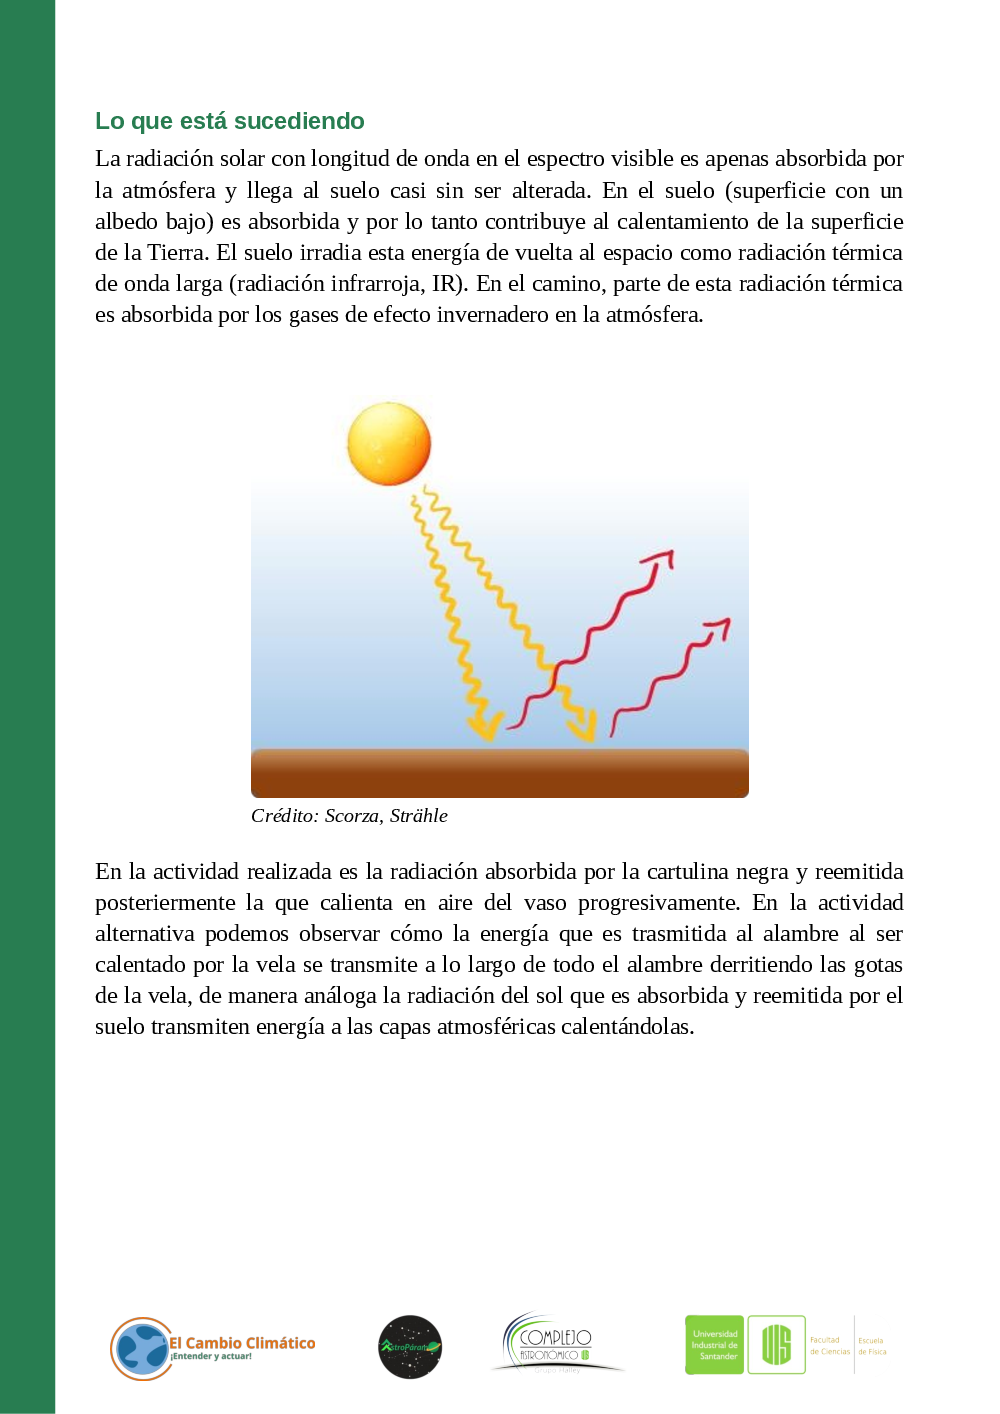 Lo que está sucediendo
La radiación solar con longitud de onda en el espectro visible es apenas absorbida por
la atmósfera y llega al suelo casi sin ser alterada. En el suelo (superficie con un
albedo bajo) es absorbida y por lo tanto contribuye al calentamiento de la superficie
de la Tierra. El suelo irradia esta energía de vuelta al espacio como radiación térmica
de onda larga (radiación infrarroja, IR). En el camino, parte de esta radiación térmica
es absorbida por los gases de efecto invernadero en la atmósfera.
Crédito: Scorza, Strähle
En la actividad realizada es la radiación absorbida por la cartulina negra y reemitida
posteriermente la que calienta en aire del vaso progresivamente. En la actividad
alternativa podemos observar cómo la energía que es trasmitida al alambre al ser
calentado por la vela se transmite a lo largo de todo el alambre derritiendo las gotas
de la vela, de manera análoga la radiación del sol que es absorbida y reemitida por el
suelo transmiten energía a las capas atmosféricas calentándolas.
El Cambio Climático
¡Entender y actuar!
COMPLEJO
ASTRONÓMICO
Grupo Halley
Universidad
Industrial de
Santander
UIS
Facultad
de Ciencias
Escuela
de Física